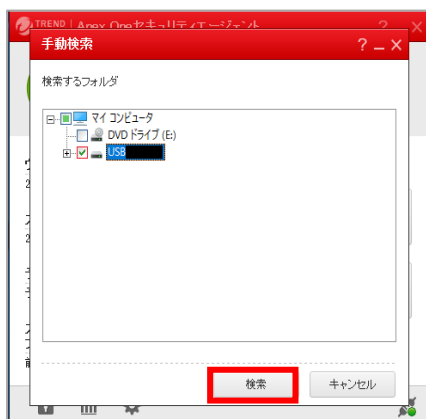 TREND | Apex Oneセキュリティエージェント
手動検索
検索するフォルダ
マイ コンピュータ
DVD ドライブ (E:)
USB
検索
キャンセル